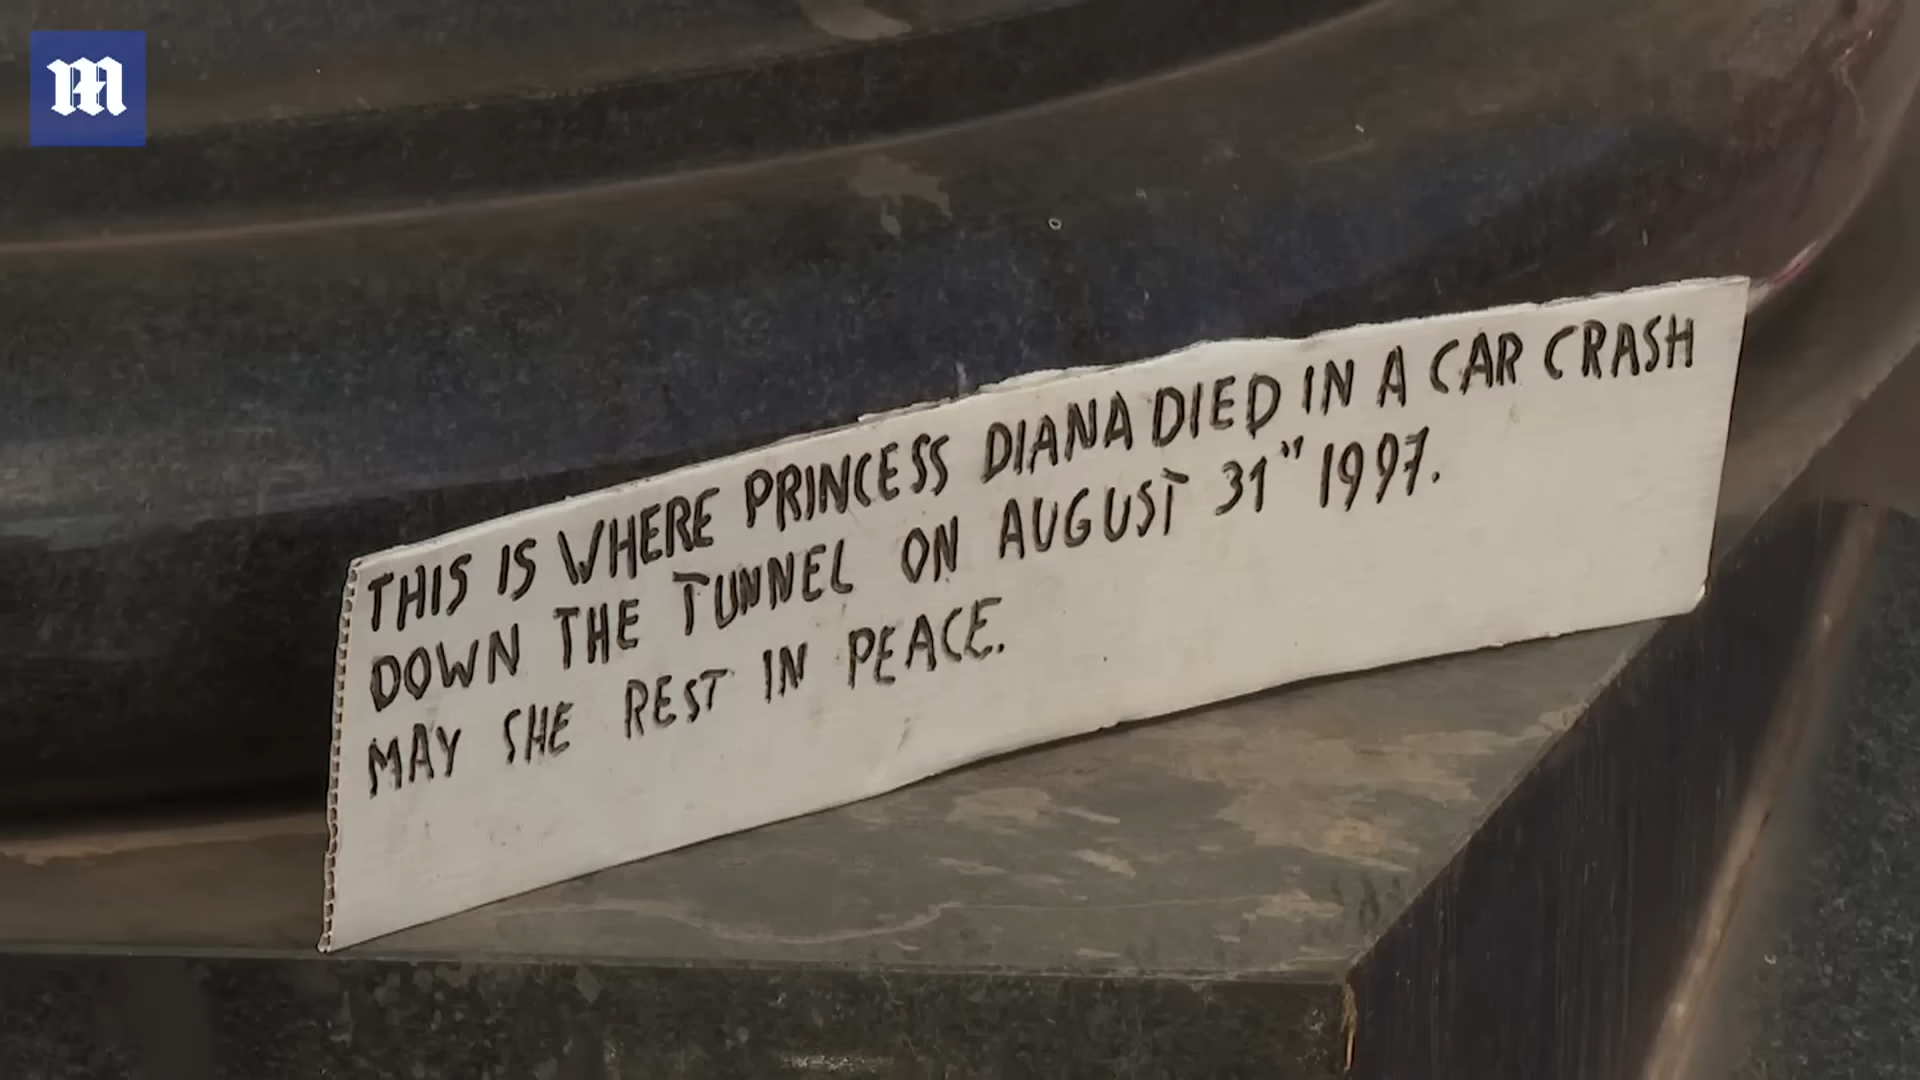 M
THIS IS WHERE PRINCESS DIANA DIED IN A CAR CRASH
DOWN THE TUNNEL ON AUGUST 31" 1997.
MAY SHE REST IN PEACE.